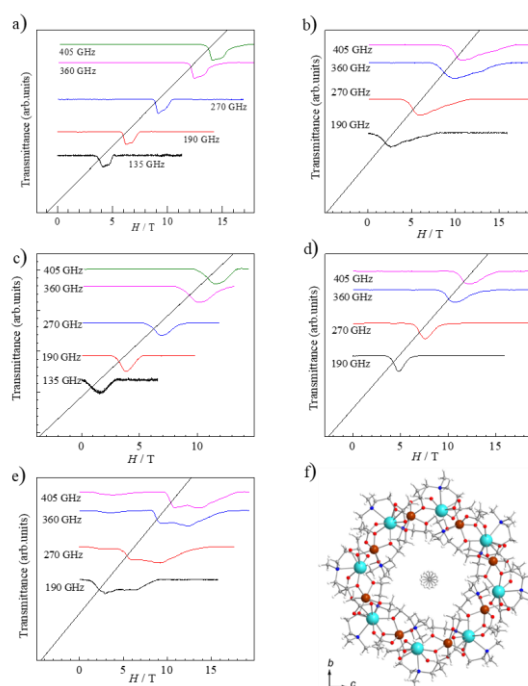 a)
Transmittance (arb.units)
405 GHz
360 GHz
270 GHz
190 GHz
135 GHz
0 5 10 15
H / T
b)
Transmittance (arb.units)
405 GHz
360 GHz
270 GHz
190 GHz
0 5 10 15
H / T
c)
Transmittance (arb.units)
405 GHz
360 GHz
270 GHz
190 GHz
135 GHz
0 5 10
H / T
d)
Transmittance (arb.units)
405 GHz
360 GHz
270 GHz
190 GHz
0 5 10 15
H / T
e)
Transmittance (arb.units)
405 GHz
360 GHz
270 GHz
190 GHz
0 5 10 15
H / T
f)
b
c